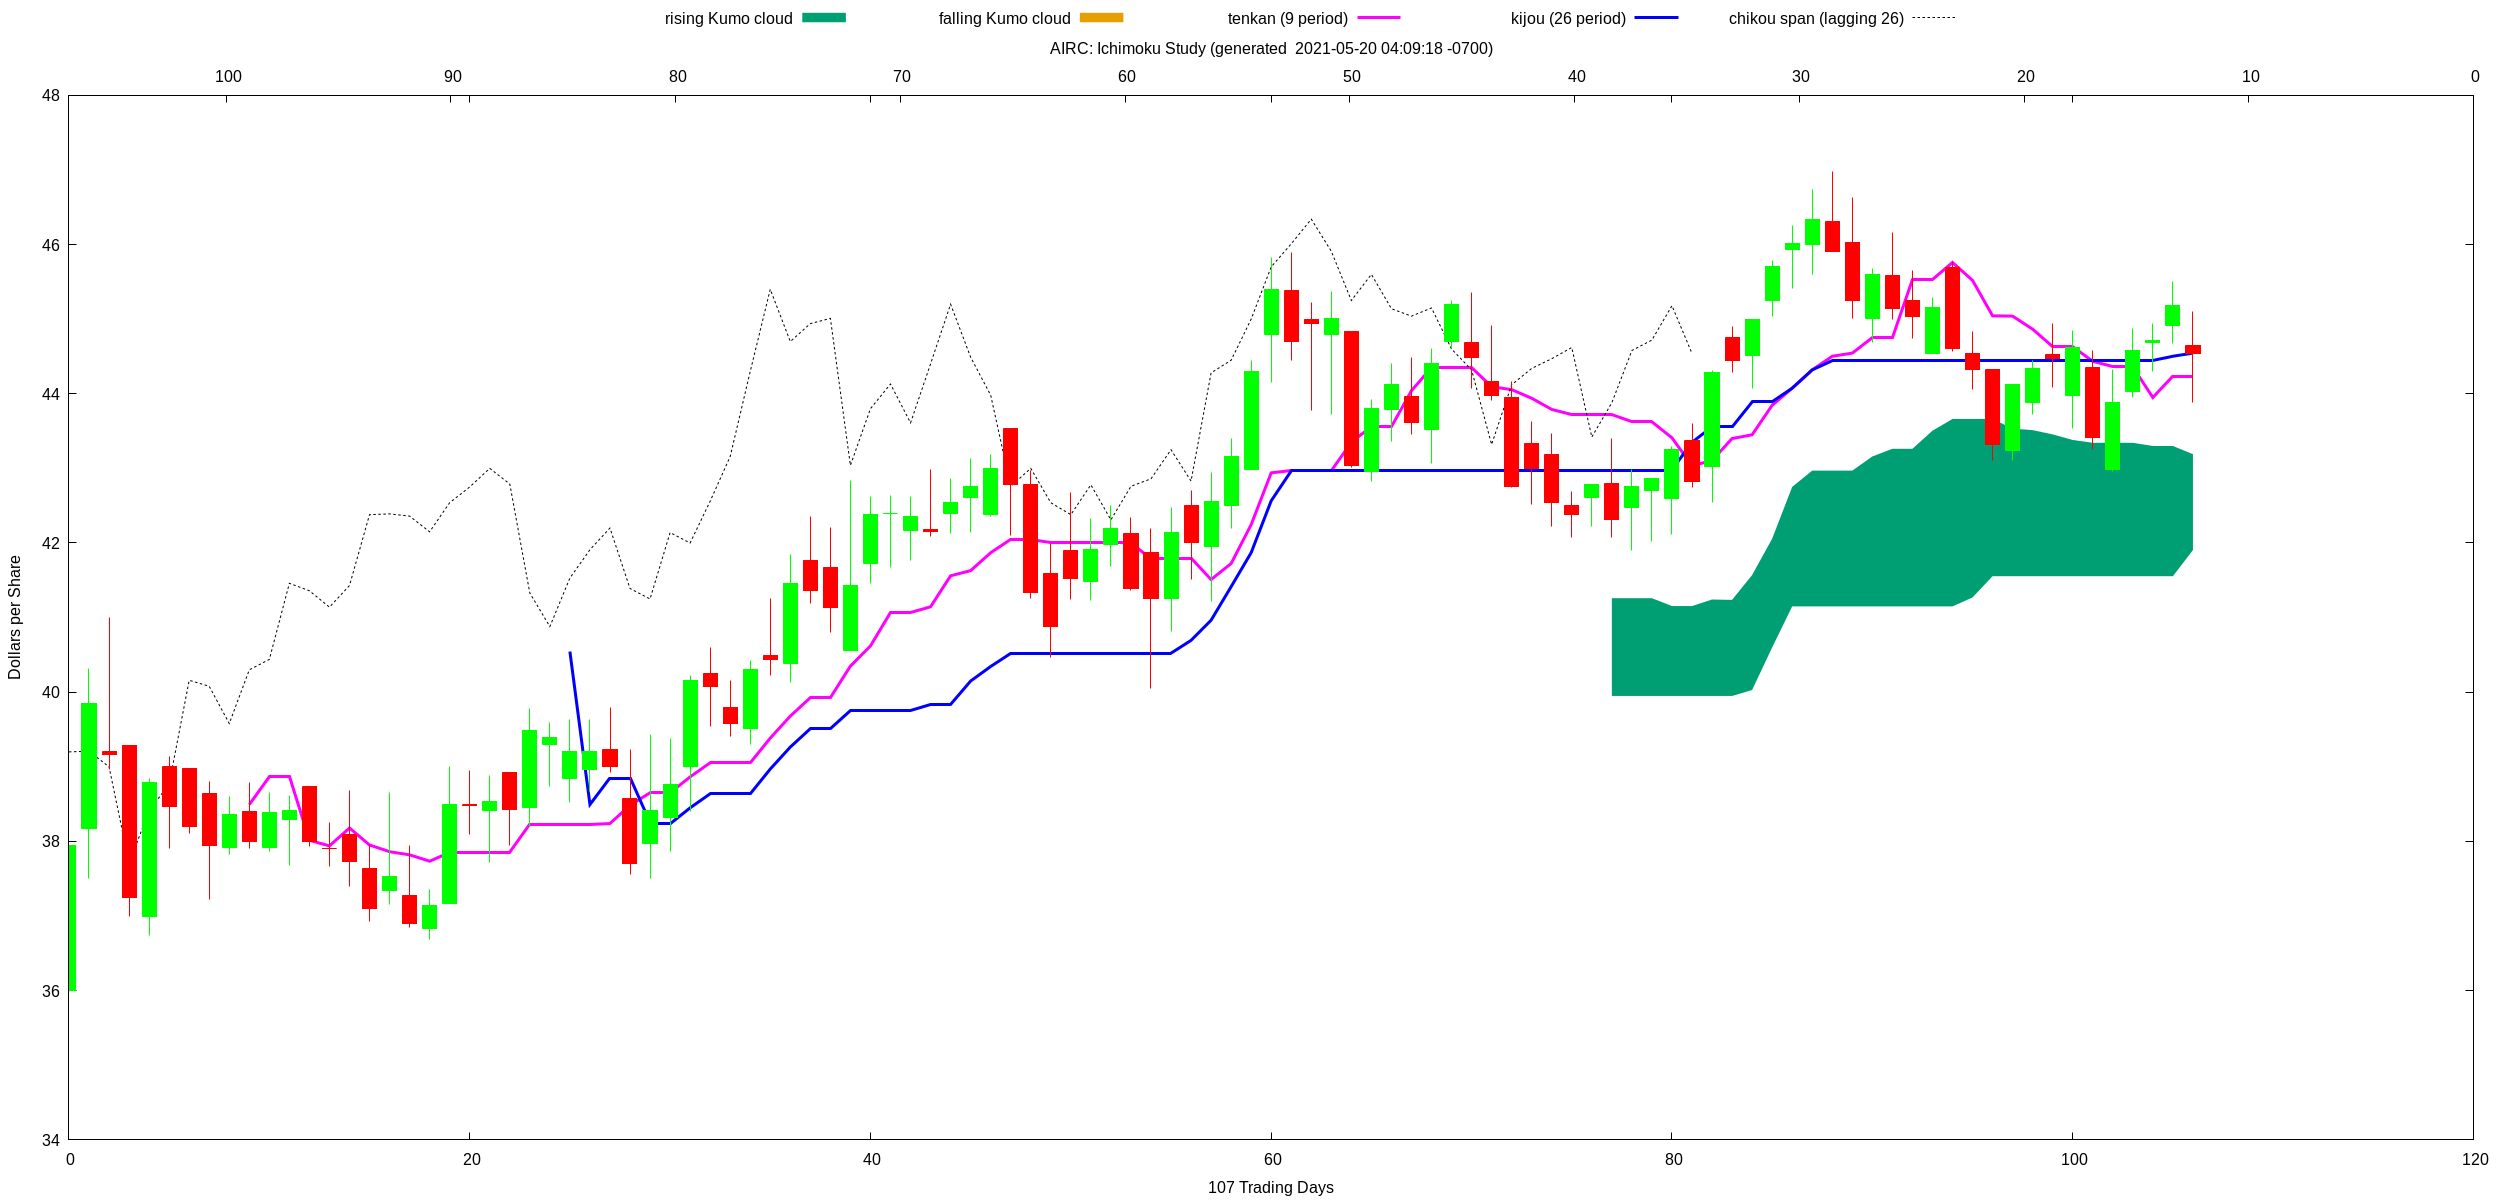 rising Kumo cloud falling Kumo cloud tenkan (9 period) kijou (26 period) chikou span (lagging 26)
AIRC: Ichimoku Study (generated  2021-05-20 04:09:18 -0700)
100 90 80 70 60 50 40 30 20 10 0
48
46
44
42
40
38
36
34
Dollars per Share
0 20 40 60 80 100 120
107 Trading Days